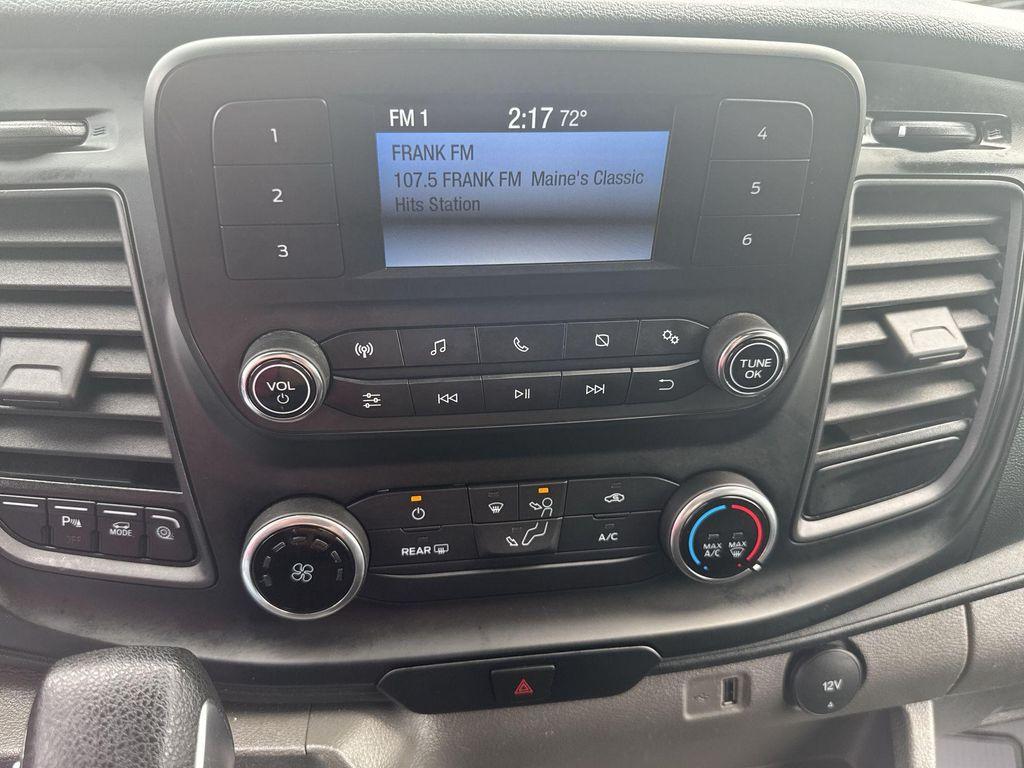 FM 1 2:17 72°
FRANK FM
107.5 FRANK FM Maine's Classic
Hits Station
1
2
3
4
5
6
VOL
TUNE
OK
P
OFF
MODE
REAR
A/C
MAX
A/C
MAX
12V